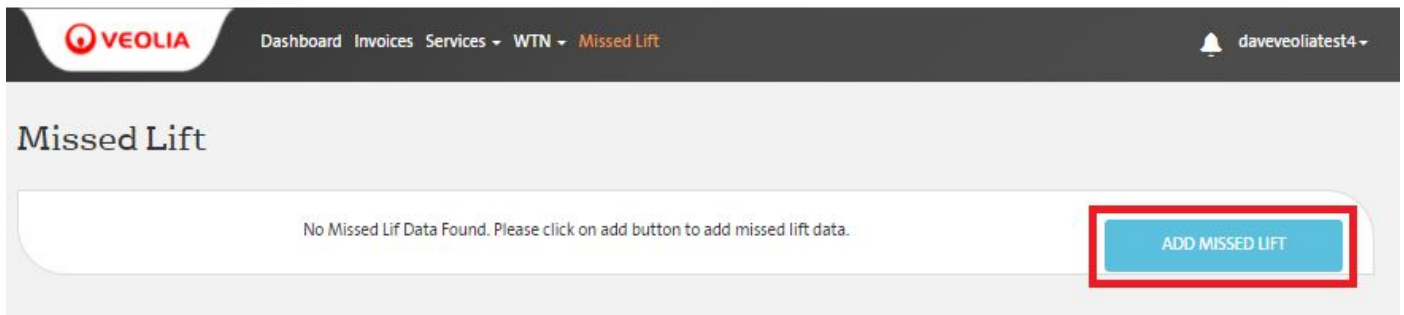 VEOLIA Dashboard Invoices Services WTN Missed Lift daveveoliatest4
Missed Lift
No Missed Lif Data Found. Please click on add button to add missed lift data.
ADD MISSED LIFT